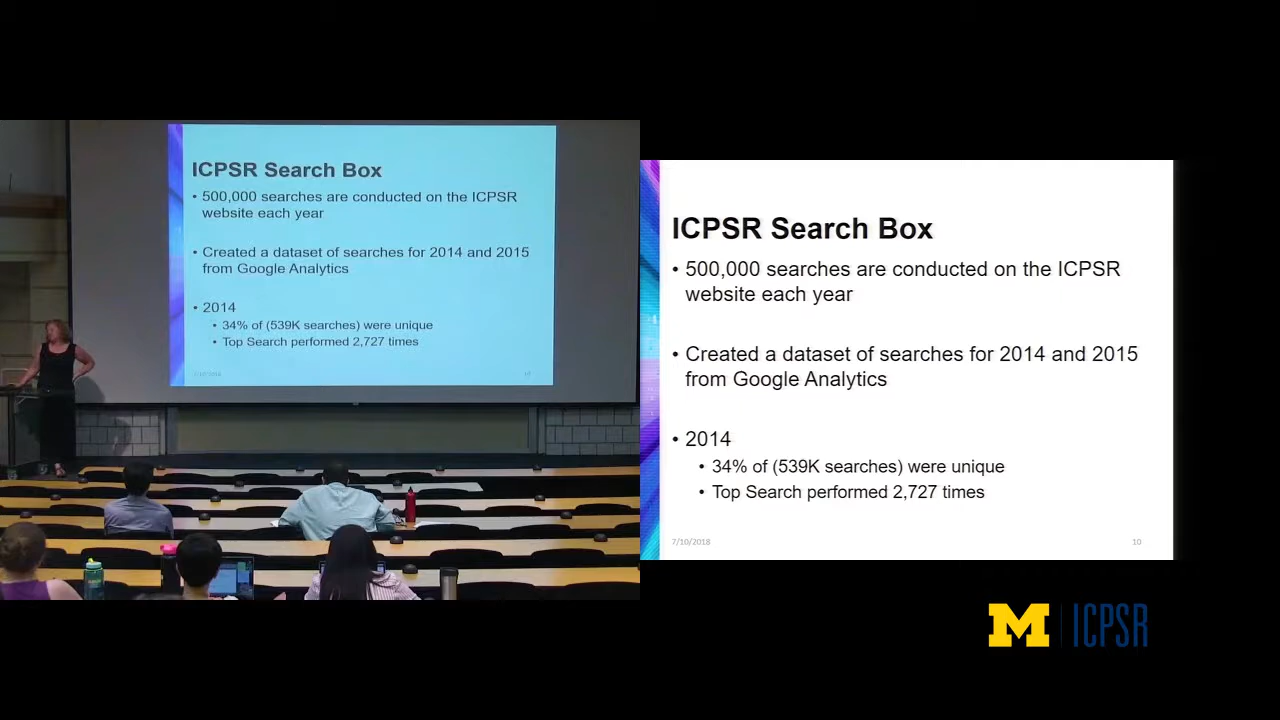 ICPSR Search Box
• 500,000 searches are conducted on the ICPSR
website each year
• Created a dataset of searches for 2014 and 2015
from Google Analytics
• 2014
• 34% of (539K searches) were unique
• Top Search performed 2,727 times
7/10/2018
10
ICPSR Search Box
• 500,000 searches are conducted on the ICPSR
website each year
• Created a dataset of searches for 2014 and 2015
from Google Analytics
• 2014
• 34% of (539K searches) were unique
• Top Search performed 2,727 times
7/10/2018
10
M | ICPSR